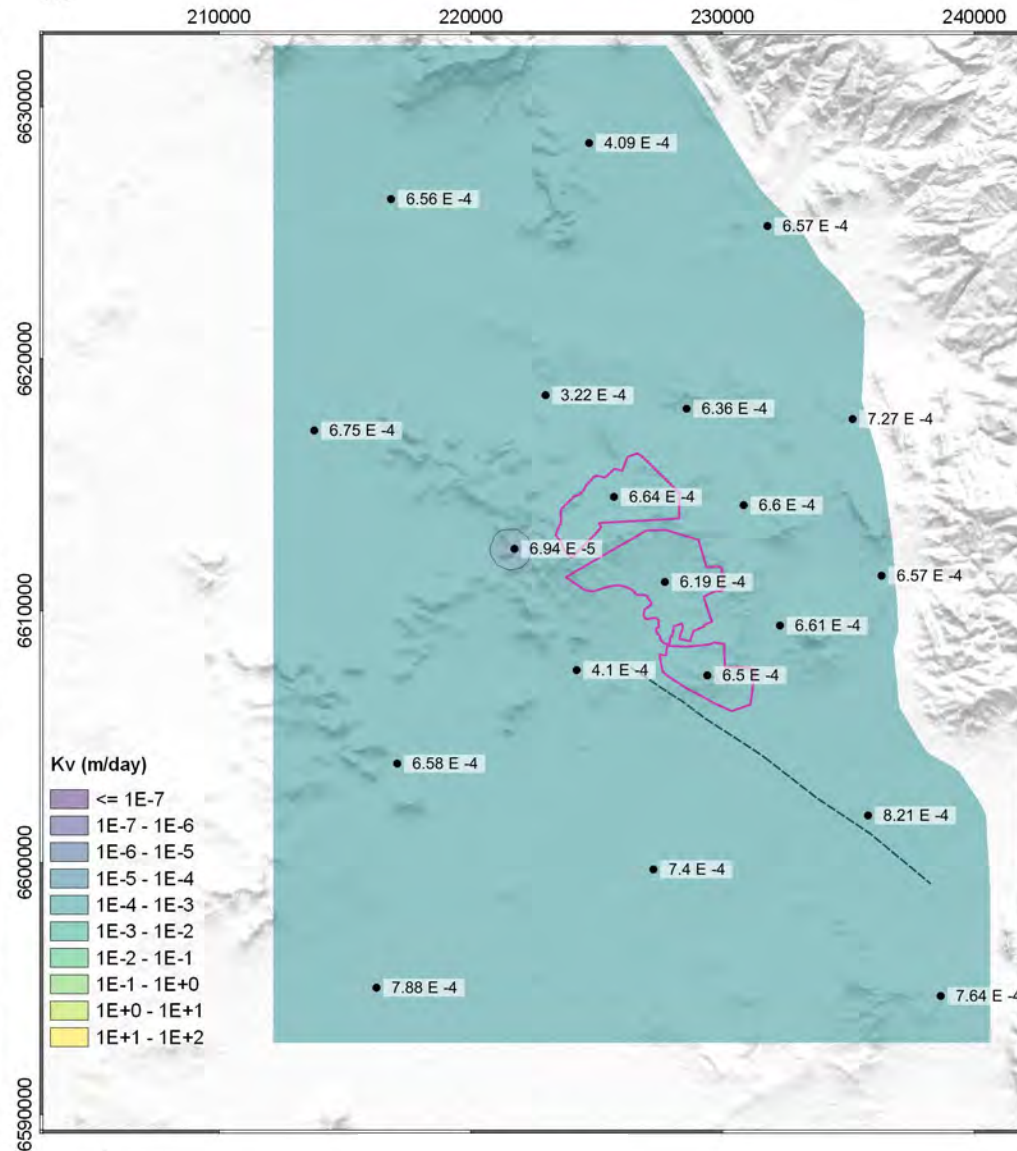 210000
220000
230000
240000
6630000
6620000
6610000
6600000
6590000
4.09 E -4
6.56 E -4
6.57 E -4
3.22 E -4
6.36 E -4
7.27 E -4
6.75 E -4
6.64 E -4
6.6 E -4
6.94 E -5
6.57 E -4
6.19 E -4
6.61 E -4
4.1 E -4
6.5 E -4
6.58 E -4
8.21 E -4
7.4 E -4
7.88 E -4
7.64 E -4
Kv (m/day)
<= 1E-7
1E-7 - 1E-6
1E-6 - 1E-5
1E-5 - 1E-4
1E-4 - 1E-3
1E-3 - 1E-2
1E-2 - 1E-1
1E-1 - 1E+0
1E+0 - 1E+1
1E+1 - 1E+2